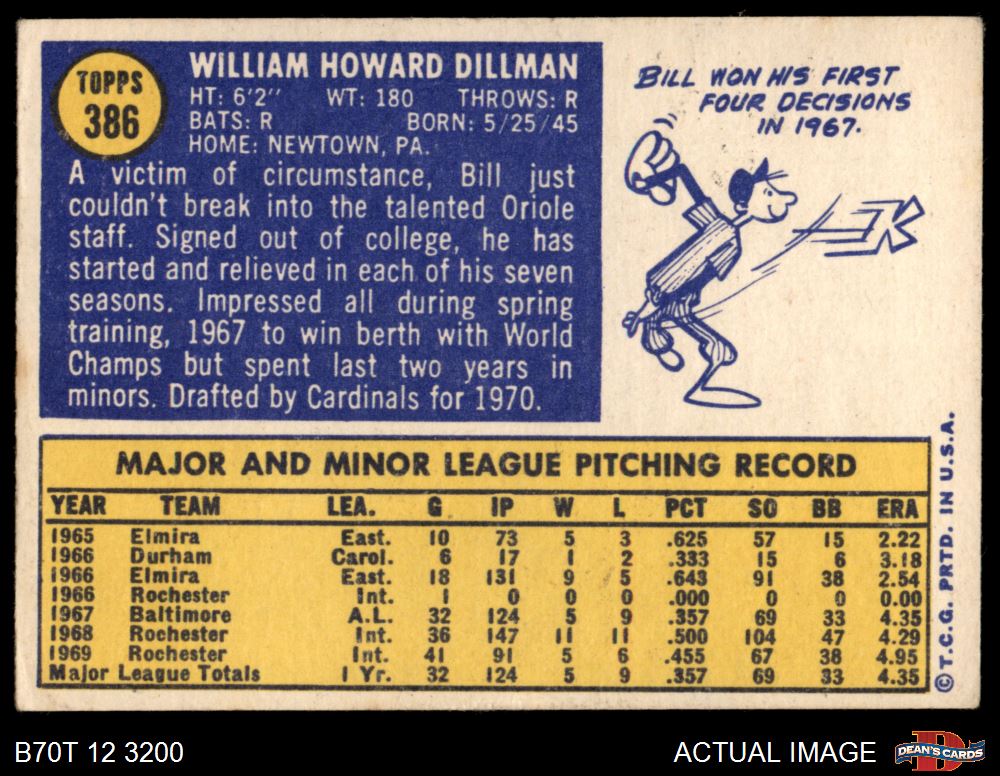 TOPPS
386
WILLIAM HOWARD DILLMAN
HT: 6'2" WT: 180 THROWS: R
BATS: R BORN: 5/25/45
HOME: NEWTOWN, PA.
A victim of circumstance, Bill just
couldn't break into the talented Oriole
staff. Signed out of college, he has
started and relieved in each of his seven
seasons. Impressed all during spring
training, 1967 to win berth with World
Champs but spent last two years in
minors. Drafted by Cardinals for 1970.
BILL WON HIS FIRST
FOUR DECISIONS
IN 1967.
K
MAJOR AND MINOR LEAGUE PITCHING RECORD
YEAR TEAM LEA. G IP W L PCT SO BB ERA
1965 Elmira East. 10 73 5 3 .625 57 15 2.22
1966 Durham Carol. 6 17 1 2 .333 15 6 3.18
1966 Elmira East. 18 131 9 5 .643 91 38 2.54
1966 Rochester Int. 1 0 0 0 .000 0 0 0.00
1967 Baltimore A.L. 32 124 5 9 .357 69 33 4.35
1968 Rochester Int. 36 147 11 11 .500 104 47 4.29
1969 Rochester Int. 41 91 5 6 .455 67 38 4.95
Major League Totals 1 Yr. 32 124 5 9 .357 69 33 4.35
© T.C.G. PRTD. IN U.S.A.
B70T 12 3200
ACTUAL IMAGE
D
DEAN'S CARDS